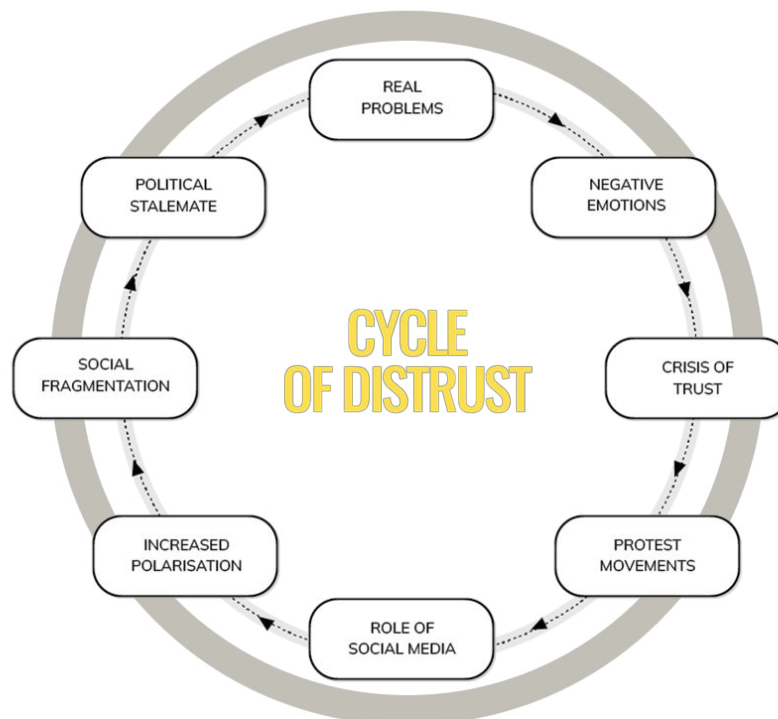 REAL
PROBLEMS
NEGATIVE
EMOTIONS
CRISIS OF
TRUST
PROTEST
MOVEMENTS
ROLE OF
SOCIAL MEDIA
INCREASED
POLARISATION
SOCIAL
FRAGMENTATION
POLITICAL
STALEMATE
CYCLE
OF DISTRUST